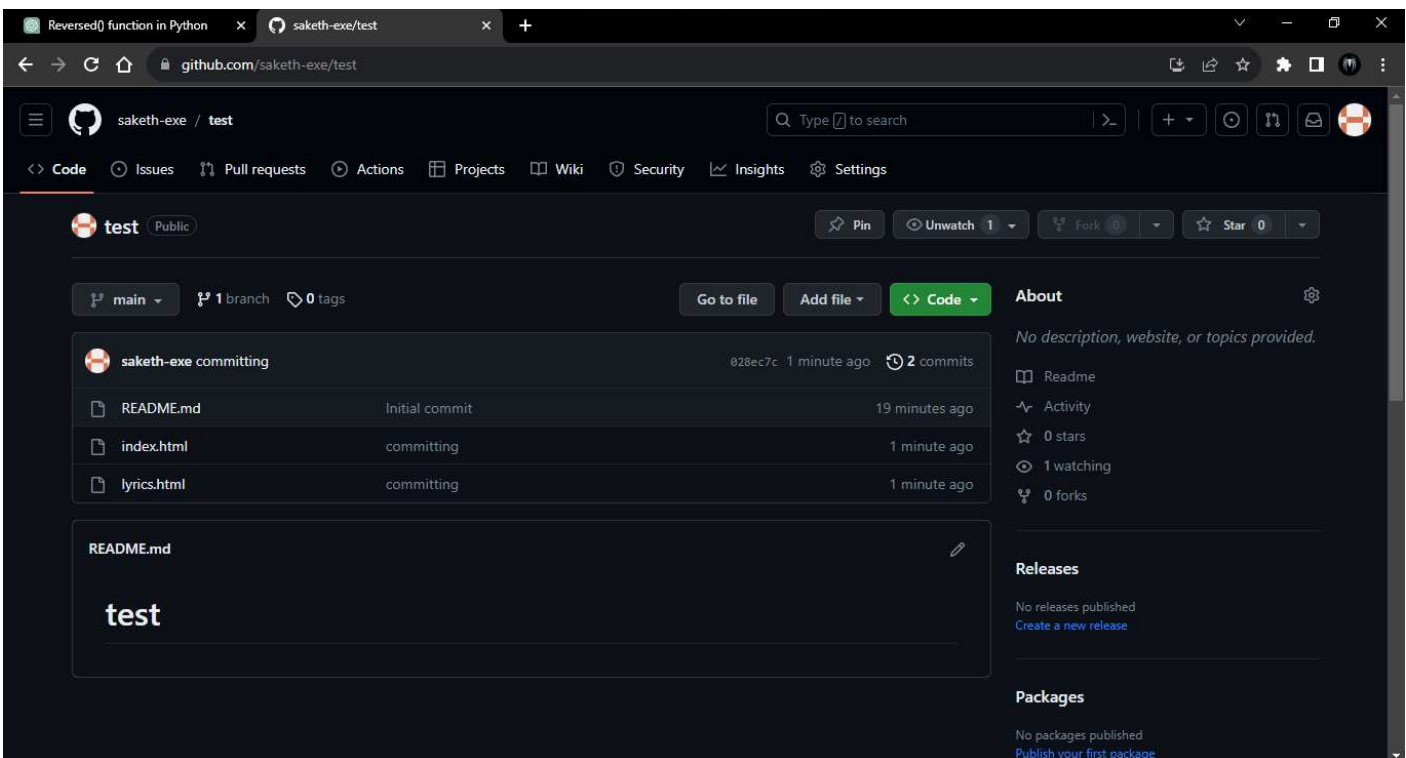 Reversed() function in Python
saketh-exe/test
github.com/saketh-exe/test
saketh-exe / test
Type / to search
Code Issues Pull requests Actions Projects Wiki Security Insights Settings
test Public
Pin Unwatch 1 Fork 0 Star 0
main 1 branch 0 tags
Go to file Add file Code
saketh-exe committing 028ec7c 1 minute ago 2 commits
README.md Initial commit 19 minutes ago
index.html committing 1 minute ago
lyrics.html committing 1 minute ago
README.md
test
About
No description, website, or topics provided.
Readme
Activity
0 stars
1 watching
0 forks
Releases
No releases published
Create a new release
Packages
No packages published
Publish your first package